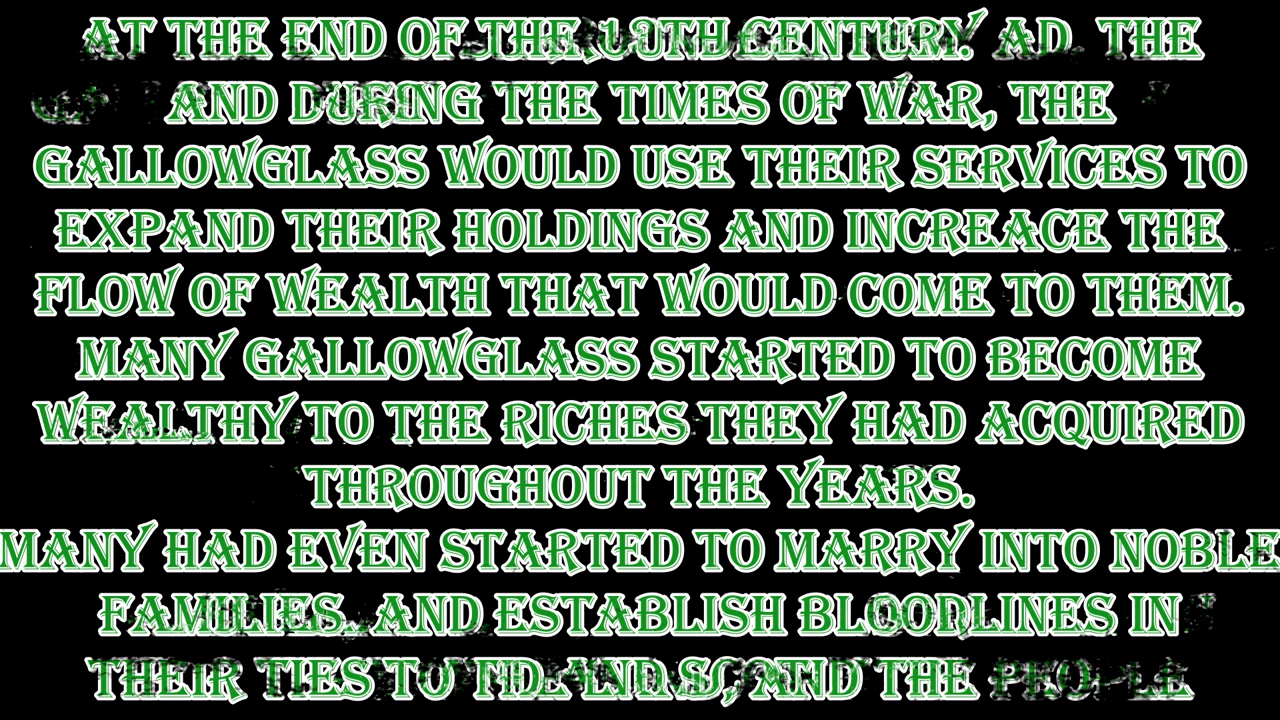 AT THE END OF THE 13TH CENTURY. AD THE
AND DURING THE TIMES OF WAR, THE
GALLOWGLASS WOULD USE THEIR SERVICES TO
EXPAND THEIR HOLDINGS AND INCREACE THE
FLOW OF WEALTH THAT WOULD COME TO THEM.
MANY GALLOWGLASS STARTED TO BECOME
WEALTHY TO THE RICHES THEY HAD ACQUIRED
THROUGHOUT THE YEARS.
MANY HAD EVEN STARTED TO MARRY INTO NOBLE
FAMILIES, AND ESTABLISH BLOODLINES IN
THEIR TIES TO AND THE PEOPLE